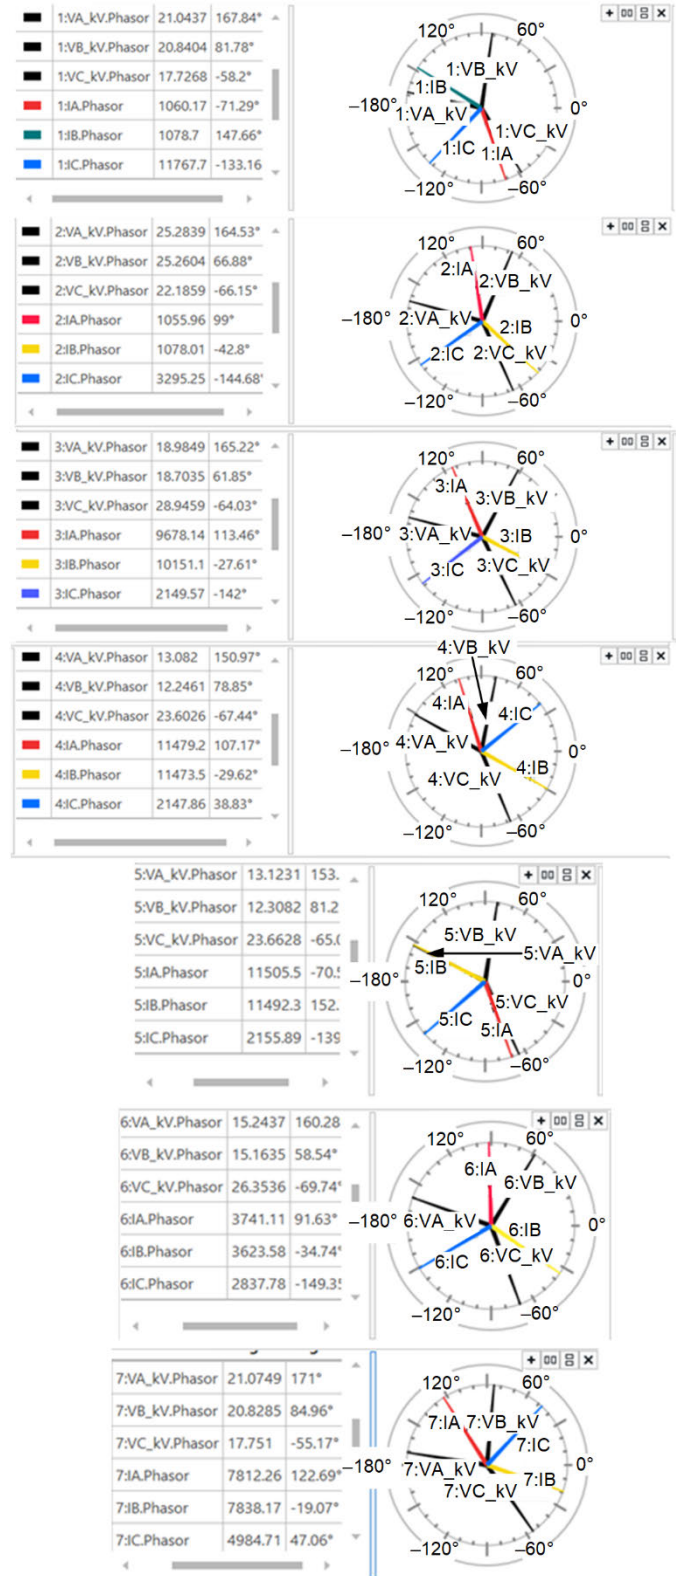 1:VA_kV.Phasor 21.0437 167.84°
1:VB_kV.Phasor 20.8404 81.78°
1:VC_kV.Phasor 17.7268 -58.2°
1:IA.Phasor 1060.17 -71.29°
1:IB.Phasor 1078.7 147.66°
1:IC.Phasor 11767.7 -133.16
120°
1:VB_kV
1:IB
−180°
0°
1:VA_kV
1:VC_kV
1:IC
1:IA
−120°
−60°
2:VA_kV.Phasor 25.2839 164.53°
2:VB_kV.Phasor 25.2604 66.88°
2:VC_kV.Phasor 22.1859 -66.15°
2:IA.Phasor 1055.96 99°
2:IB.Phasor 1078.01 -42.8°
2:IC.Phasor 3295.25 -144.68°
120° 60°
2:IA
2:VB_kV
−180° 2:VA_kV 2:IB 0°
2:IC 2:VC_kV
−120° −60°
3:VA_kV.Phasor 18.9849 165.22°
3:VB_kV.Phasor 18.7035 61.85°
3:VC_kV.Phasor 28.9459 -64.03°
3:IA.Phasor 9678.14 113.46°
3:IB.Phasor 10151.1 -27.61°
3:IC.Phasor 2149.57 -142°
120° 60°
3:IA
3:VB_kV
−180° 3:VA_kV 3:IB 0°
3:IC 3:VC_kV
−120° −60°
4:VA_kV.Phasor 13.082 150.97°
4:VB_kV.Phasor 12.2461 78.85°
4:VC_kV.Phasor 23.6026 -67.44°
4:IA.Phasor 11479.2 107.17°
4:IB.Phasor 11473.5 -29.62°
4:IC.Phasor 2147.86 38.83°
4:VB_kV
120° 60°
4:IA 4:IC
−180° 4:VA_kV 0°
4:VC_kV 4:IB
−120° −60°
5:VA_kV.Phasor 13.1231 153.
5:VB_kV.Phasor 12.3082 81.2
5:VC_kV.Phasor 23.6628 -65.(
5:IA.Phasor 11505.5 -70.5
5:IB.Phasor 11492.3 152.
5:IC.Phasor 2155.89 -139
120° 60°
5:VB_kV
5:VA_kV
5:IB
−180° 0°
5:VC_kV
5:IC 5:IA
−120° −60°
6:VA_kV.Phasor 15.2437 160.28
6:VB_kV.Phasor 15.1635 58.54°
6:VC_kV.Phasor 26.3536 -69.74°
6:IA.Phasor 3741.11 91.63°
6:IB.Phasor 3623.58 -34.74°
6:IC.Phasor 2837.78 -149.35
120° 60°
6:IA
6:VB_kV
−180° 6:VA_kV 6:IB 0°
6:IC 6:VC_kV
−120° −60°
7:VA_kV.Phasor 21.0749 171°
7:VB_kV.Phasor 20.8285 84.96°
7:VC_kV.Phasor 17.751 -55.17°
7:IA.Phasor 7812.26 122.69°
7:IB.Phasor 7838.17 -19.07°
7:IC.Phasor 4984.71 47.06°
120° 60°
7:IA 7:VB_kV
7:IC
−180° 7:VA_kV 0°
7:VC_kV 7:IB
−120° −60°